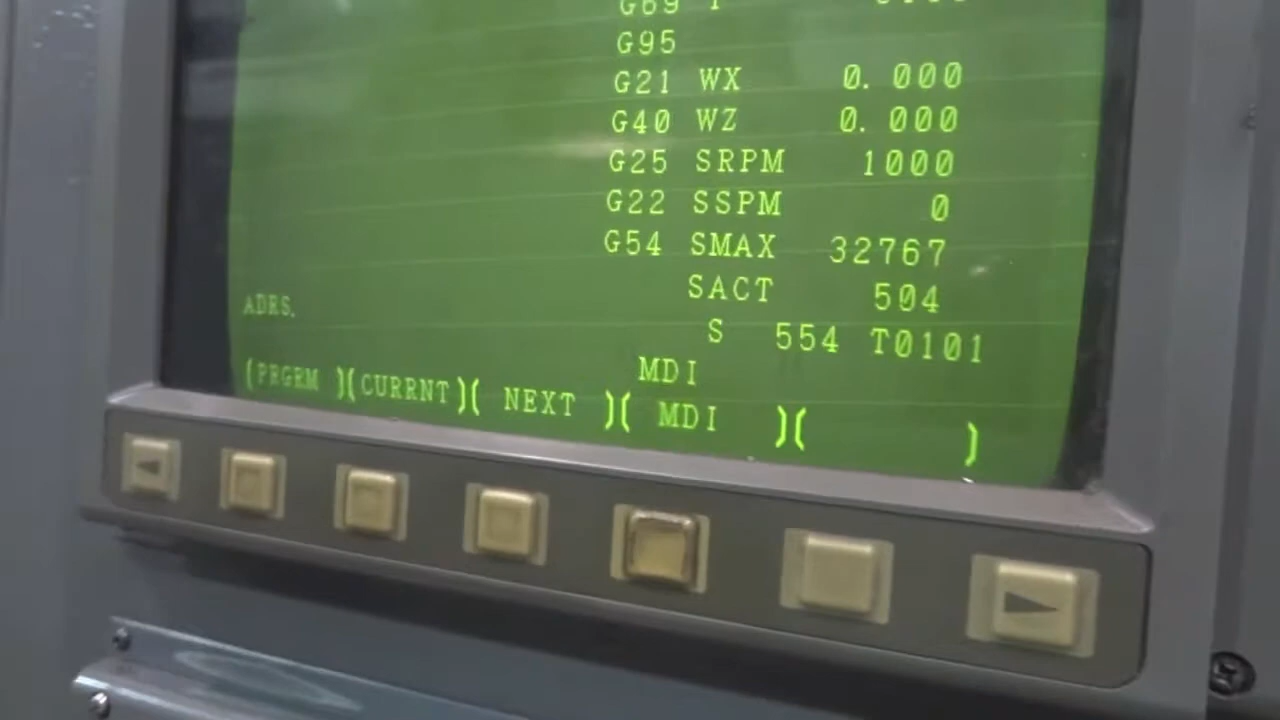 G69
G95
G21 WX 0. 000
G40 WZ 0. 000
G25 SRPM 1000
G22 SSPM 0
G54 SMAX 32767
SACT 504
ADRS.
S 554 T0101
MDI
(PRGRM )(CURRNT)( NEXT )( MDI )( )